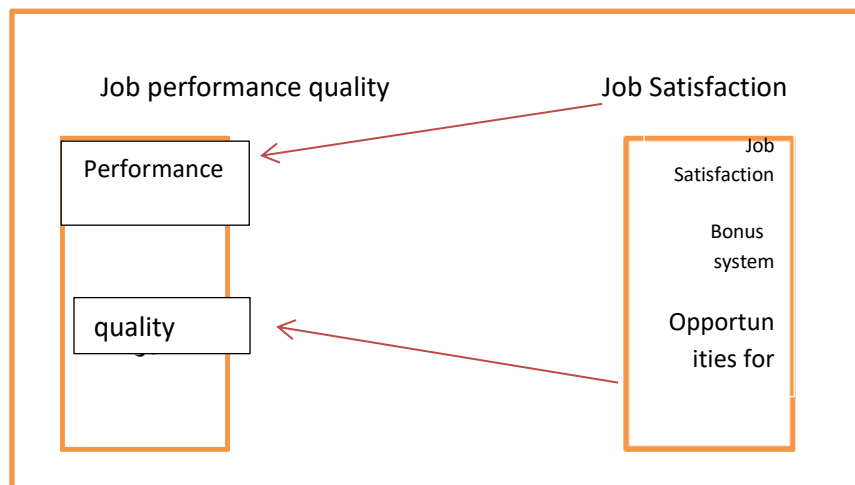 Job performance quality
Job Satisfaction
Performance
quality
Job
Satisfaction
Bonus
system
Opportun
ities for